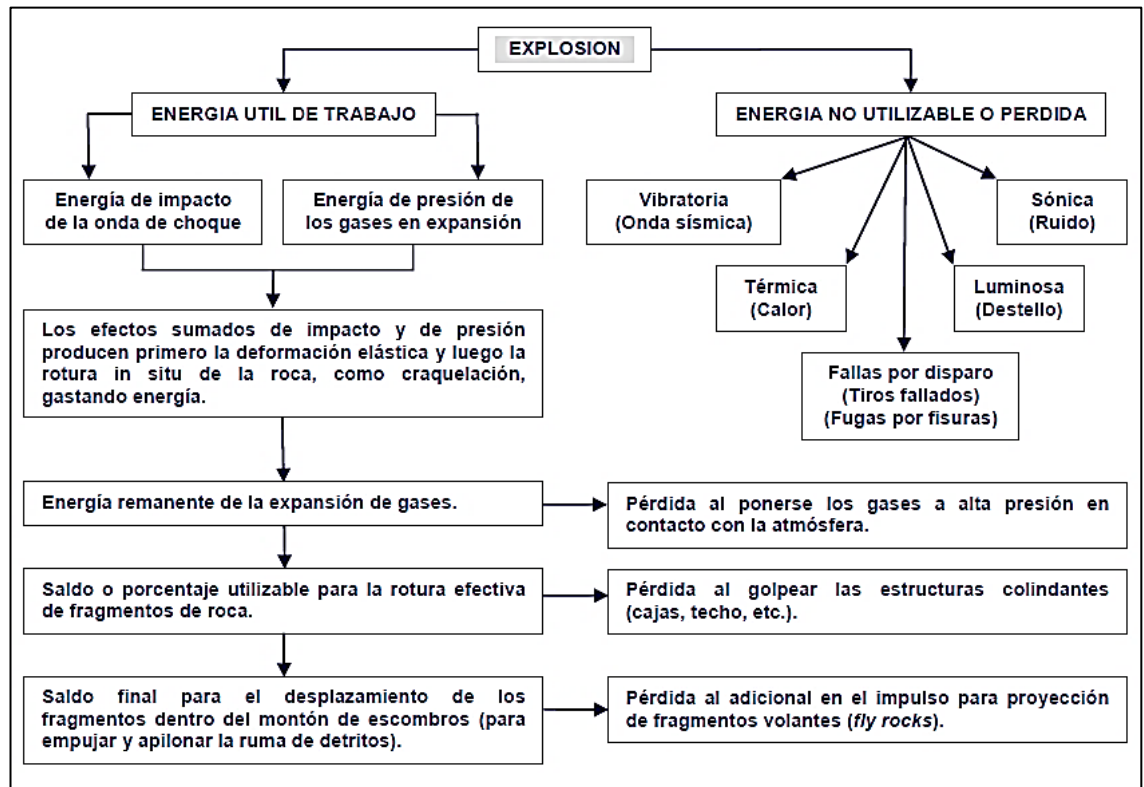 EXPLOSION
ENERGIA UTIL DE TRABAJO
ENERGIA NO UTILIZABLE O PERDIDA
Energía de impacto
de la onda de choque
Energía de presión de
los gases en expansión
Vibratoria
(Onda sísmica)
Sónica
(Ruido)
Térmica
(Calor)
Luminosa
(Destello)
Fallas por disparo
(Tiros fallados)
(Fugas por fisuras)
Los efectos sumados de impacto y de presión
producen primero la deformación elástica y luego la
rotura in situ de la roca, como craquelación,
gastando energía.
Energía remanente de la expansión de gases.
Pérdida al ponerse los gases a alta presión en
contacto con la atmósfera.
Saldo o porcentaje utilizable para la rotura efectiva
de fragmentos de roca.
Pérdida al golpear las estructuras colindantes
(cajas, techo, etc.).
Saldo final para el desplazamiento de los
fragmentos dentro del montón de escombros (para
empujar y apilonar la ruma de detritos).
Pérdida al adicional en el impulso para proyección
de fragmentos volantes (fly rocks).